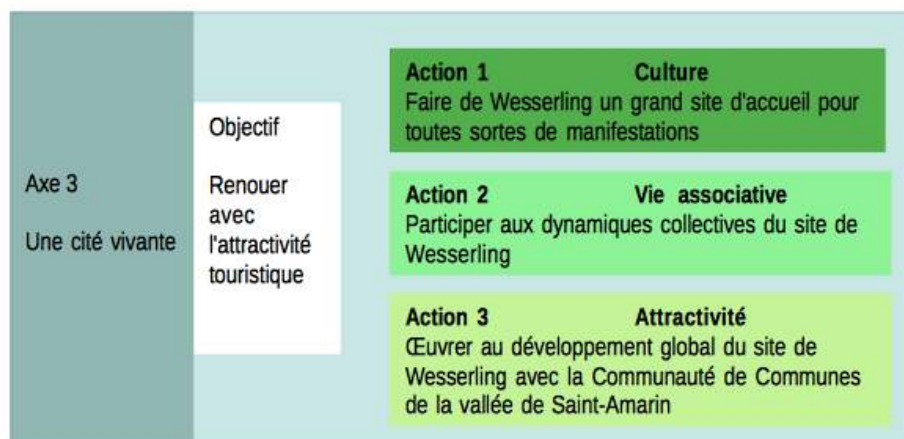 Axe 3
Une cité vivante
Objectif
Renouer
avec
l'attractivité
touristique
Action 1 Culture
Faire de Wesserling un grand site d'accueil pour
toutes sortes de manifestations
Action 2 Vie associative
Participer aux dynamiques collectives du site de
Wesserling
Action 3 Attractivité
Œuvrer au développement global du site de
Wesserling avec la Communauté de Communes
de la vallée de Saint-Amarin